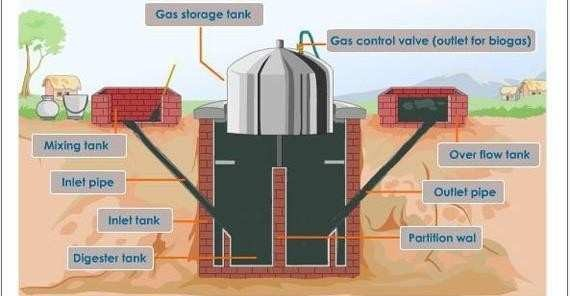 Gas storage tank
Gas control valve (outlet for biogas)
Mixing tank
Over flow tank
Inlet pipe
Outlet pipe
Inlet tank
Partition wal
Digester tank